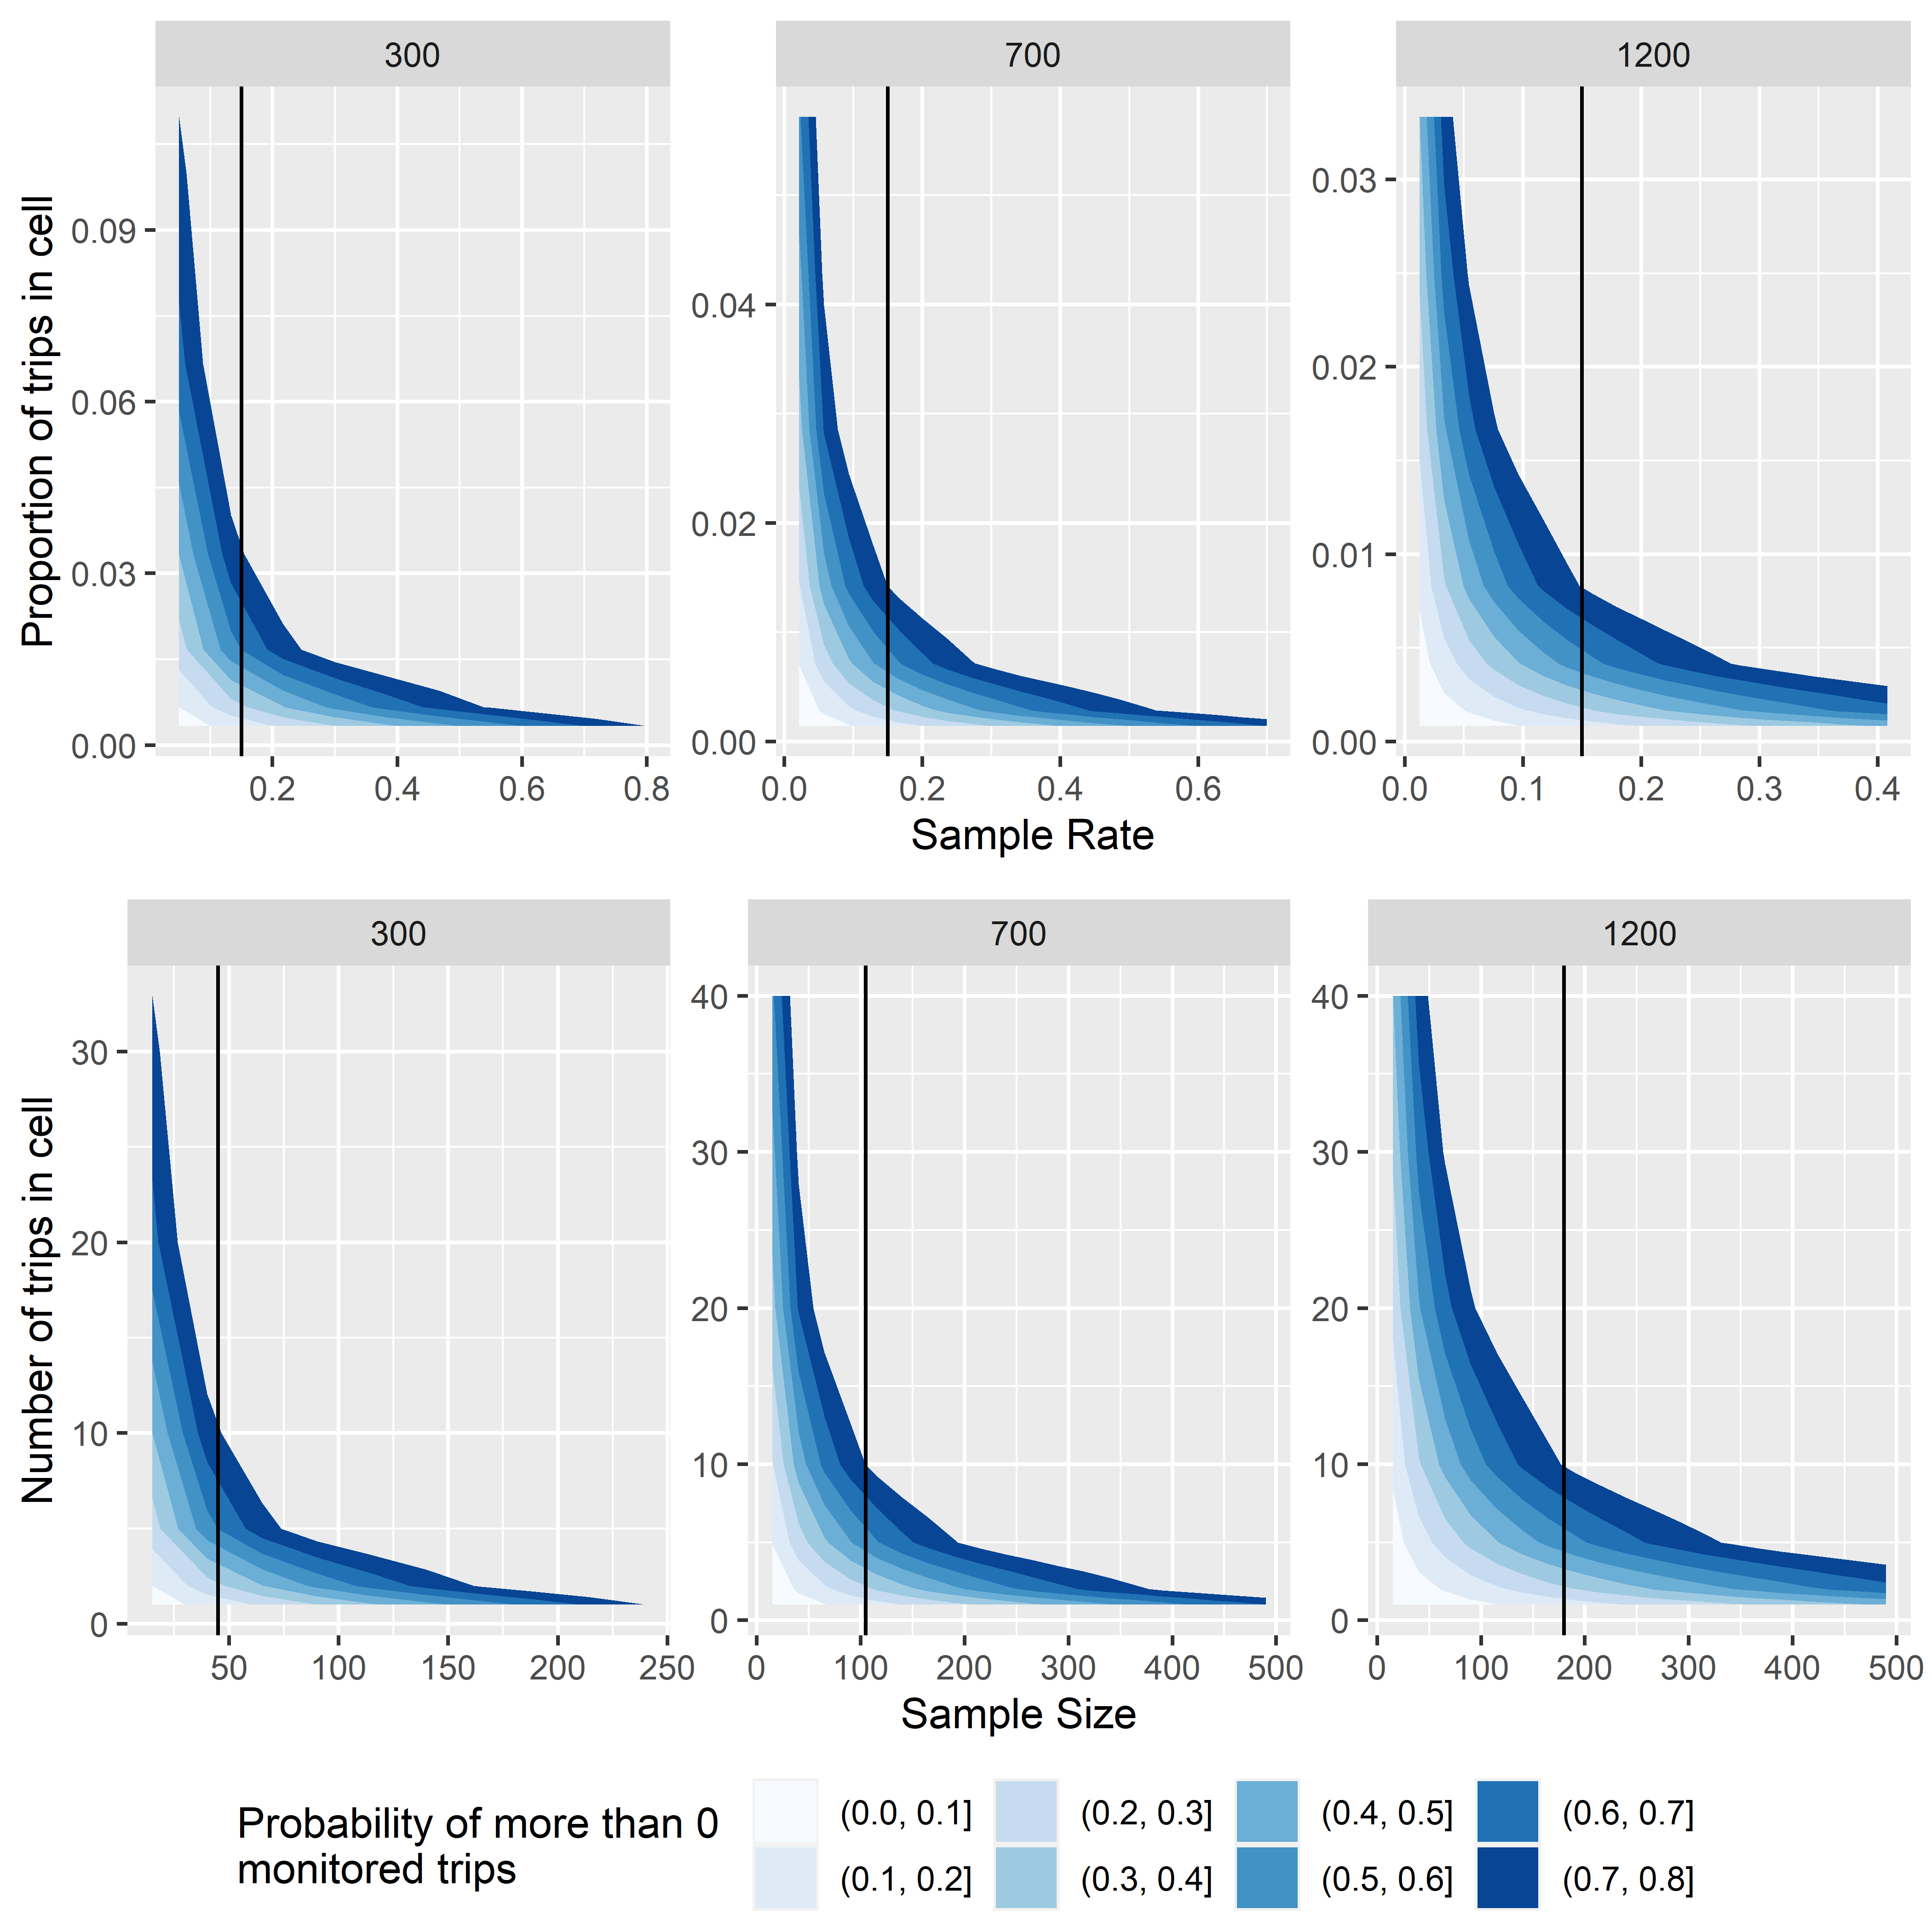 300 700 1200
Proportion of trips in cell
0.09
0.06
0.03
0.00
0.04
0.02
0.00
0.03
0.02
0.01
0.00
0.2 0.4 0.6 0.8
0.0 0.2 0.4 0.6
0.0 0.1 0.2 0.3 0.4
Sample Rate
300 700 1200
Number of trips in cell
30
20
10
0
40
30
20
10
0
40
30
20
10
0
50 100 150 200 250
0 100 200 300 400 500
0 100 200 300 400 500
Sample Size
Probability of more than 0
monitored trips
(0.0, 0.1] (0.2, 0.3] (0.4, 0.5] (0.6, 0.7]
(0.1, 0.2] (0.3, 0.4] (0.5, 0.6] (0.7, 0.8]